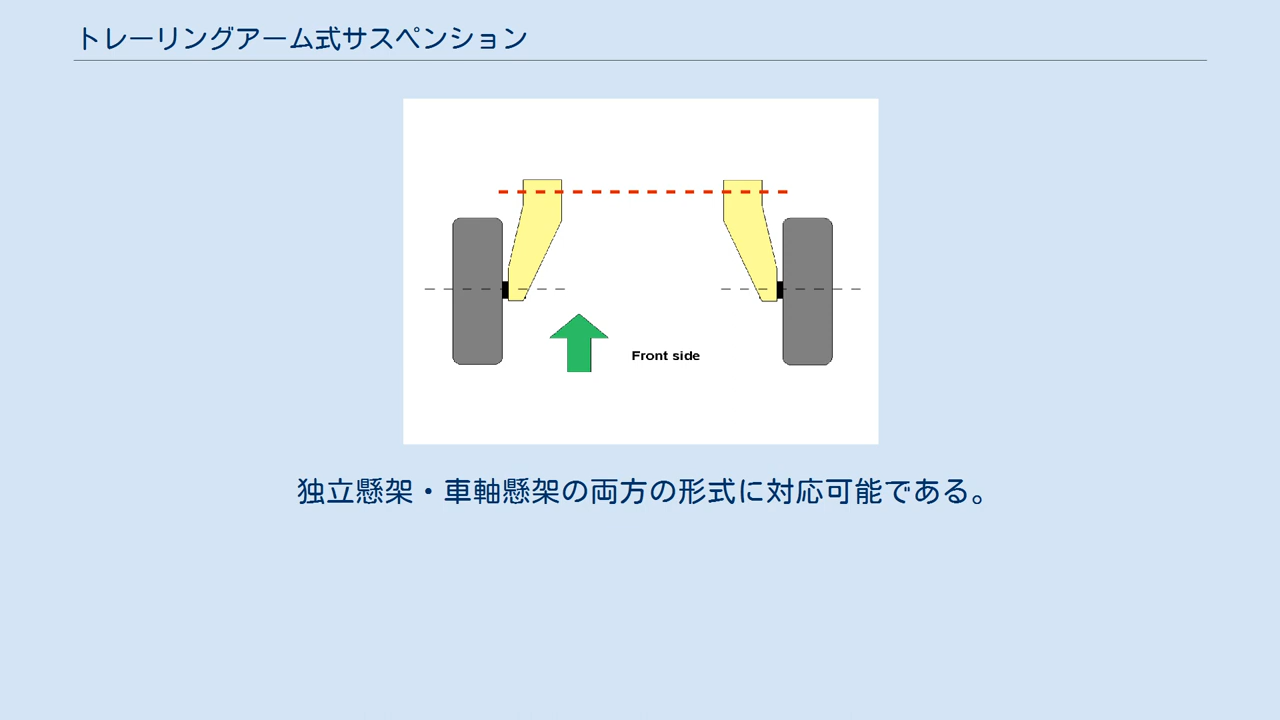 トレーリングアーム式サスペンション
Front side
独立懸架・車軸懸架の両方の形式に対応可能である。